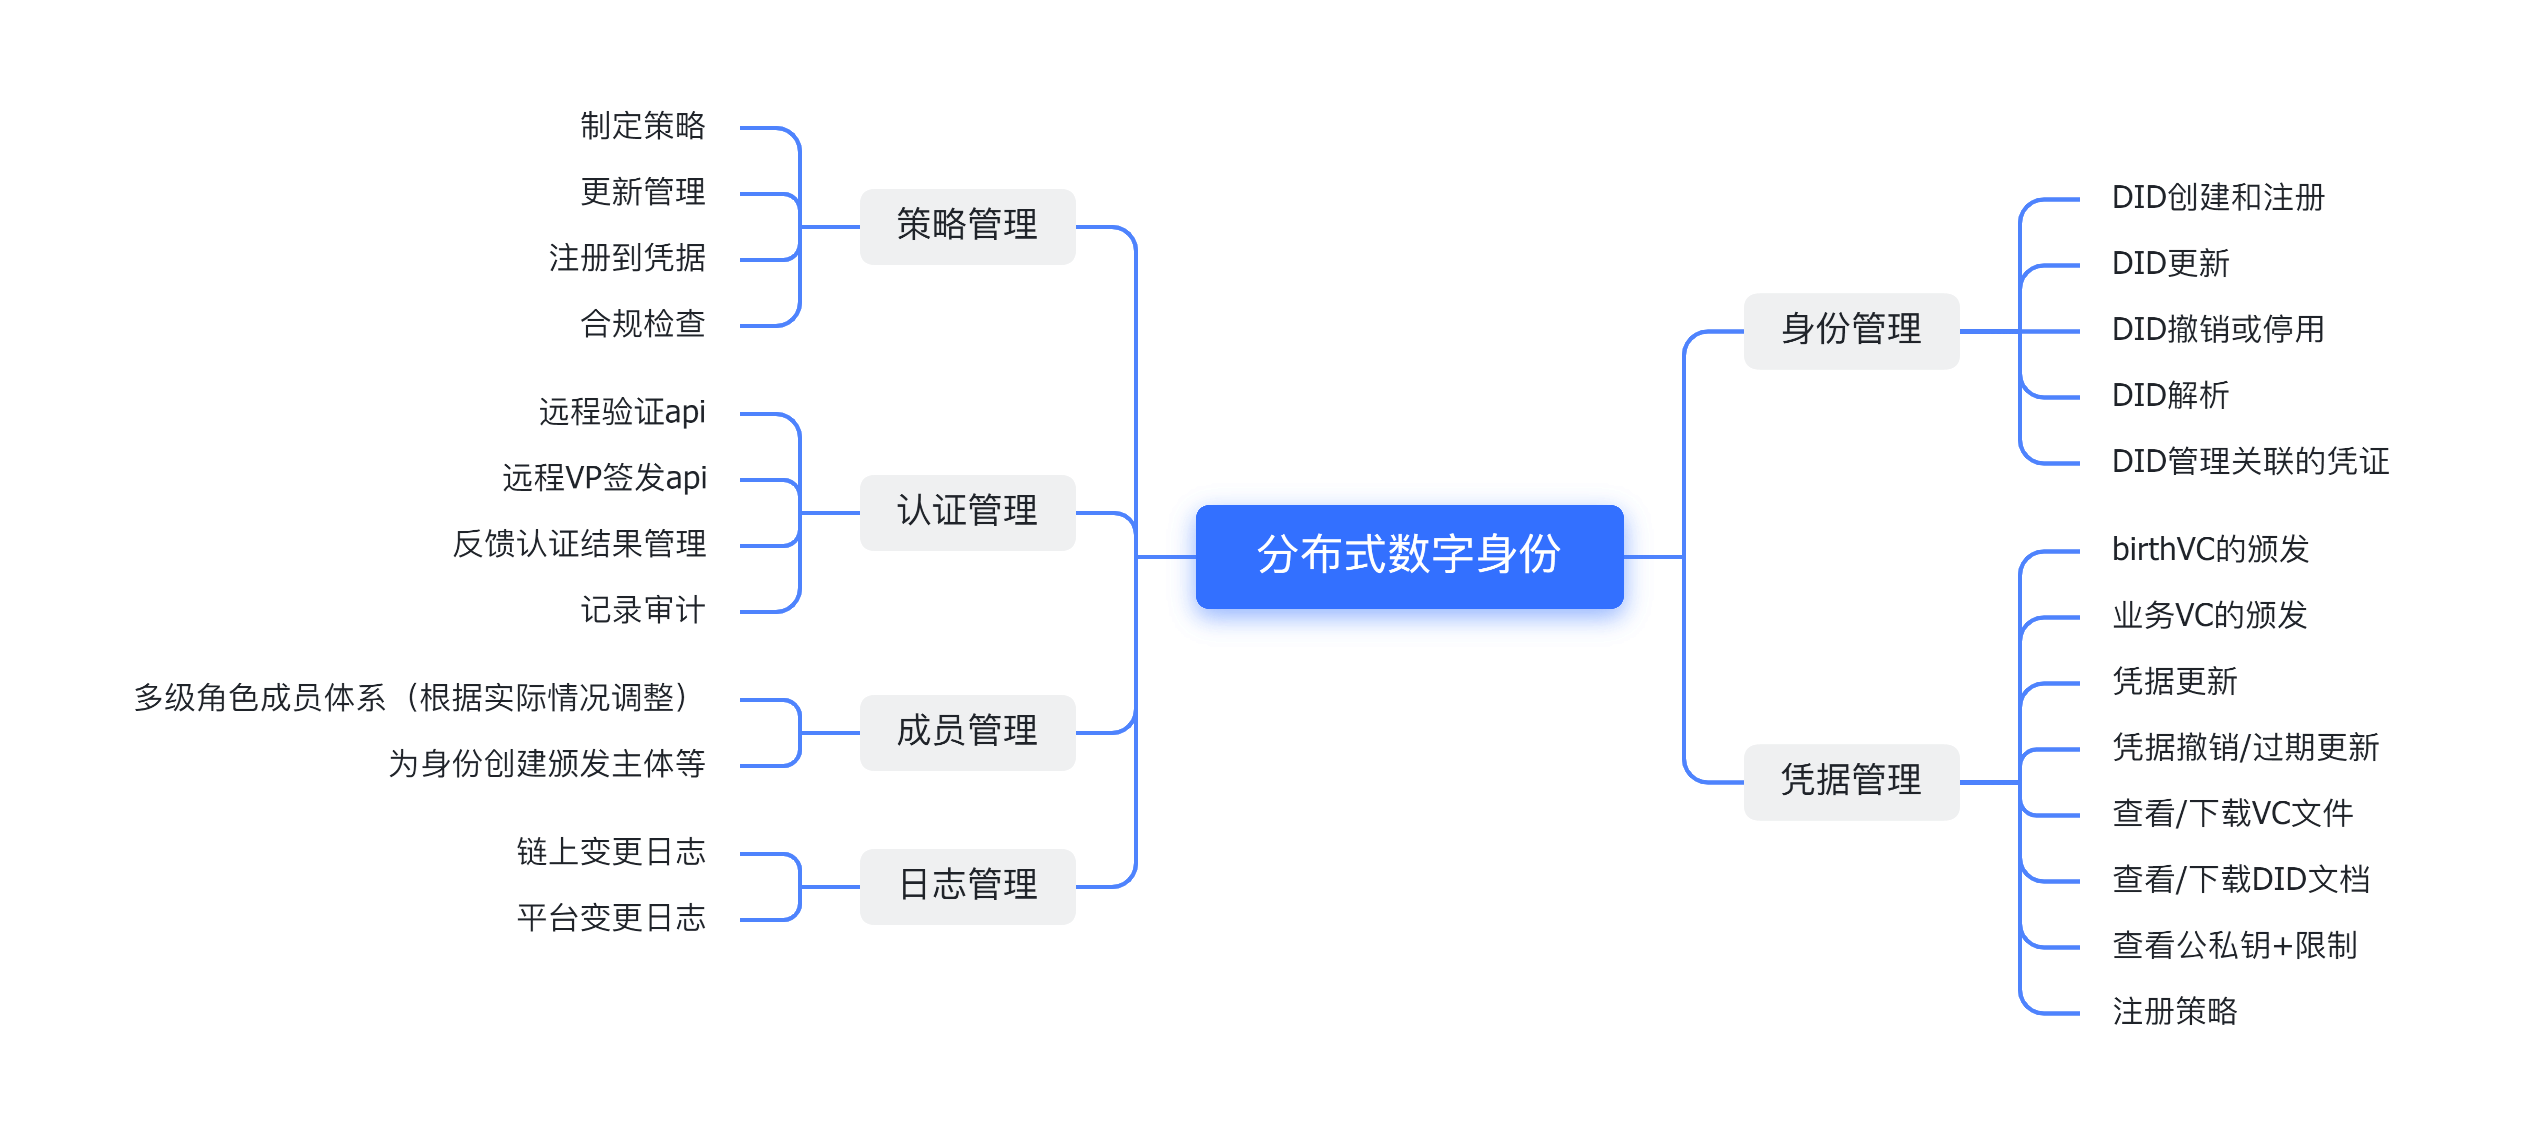 分布式数字身份
策略管理
制定策略
更新管理
注册到凭据
合规检查
认证管理
远程验证api
远程VP签发api
反馈认证结果管理
记录审计
成员管理
多级角色成员体系（根据实际情况调整）
为身份创建颁发主体等
日志管理
链上变更日志
平台变更日志
身份管理
DID创建和注册
DID更新
DID撤销或停用
DID解析
DID管理关联的凭证
凭据管理
birthVC的颁发
业务VC的颁发
凭据更新
凭据撤销/过期更新
查看/下载VC文件
查看/下载DID文档
查看公私钥+限制
注册策略